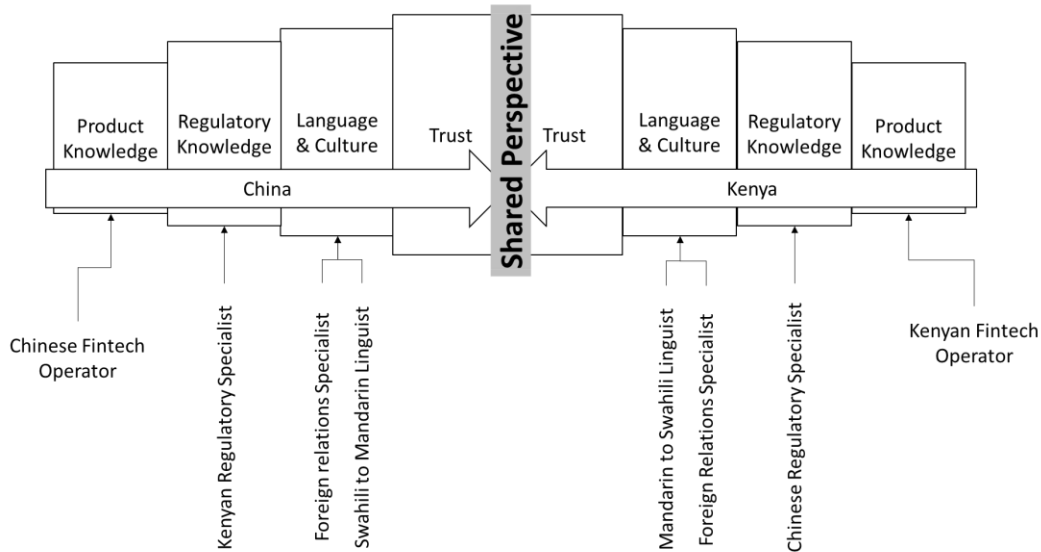 Product
Knowledge
Regulatory
Knowledge
Language
& Culture
Trust
Shared Perspective
Trust
Language
& Culture
Regulatory
Knowledge
Product
Knowledge
China
Kenya
Chinese Fintech
Operator
Kenyan Regulatory Specialist
Foreign relations Specialist
Swahili to Mandarin Linguist
Mandarin to Swahili Linguist
Foreign Relations Specialist
Chinese Regulatory Specialist
Kenyan Fintech
Operator